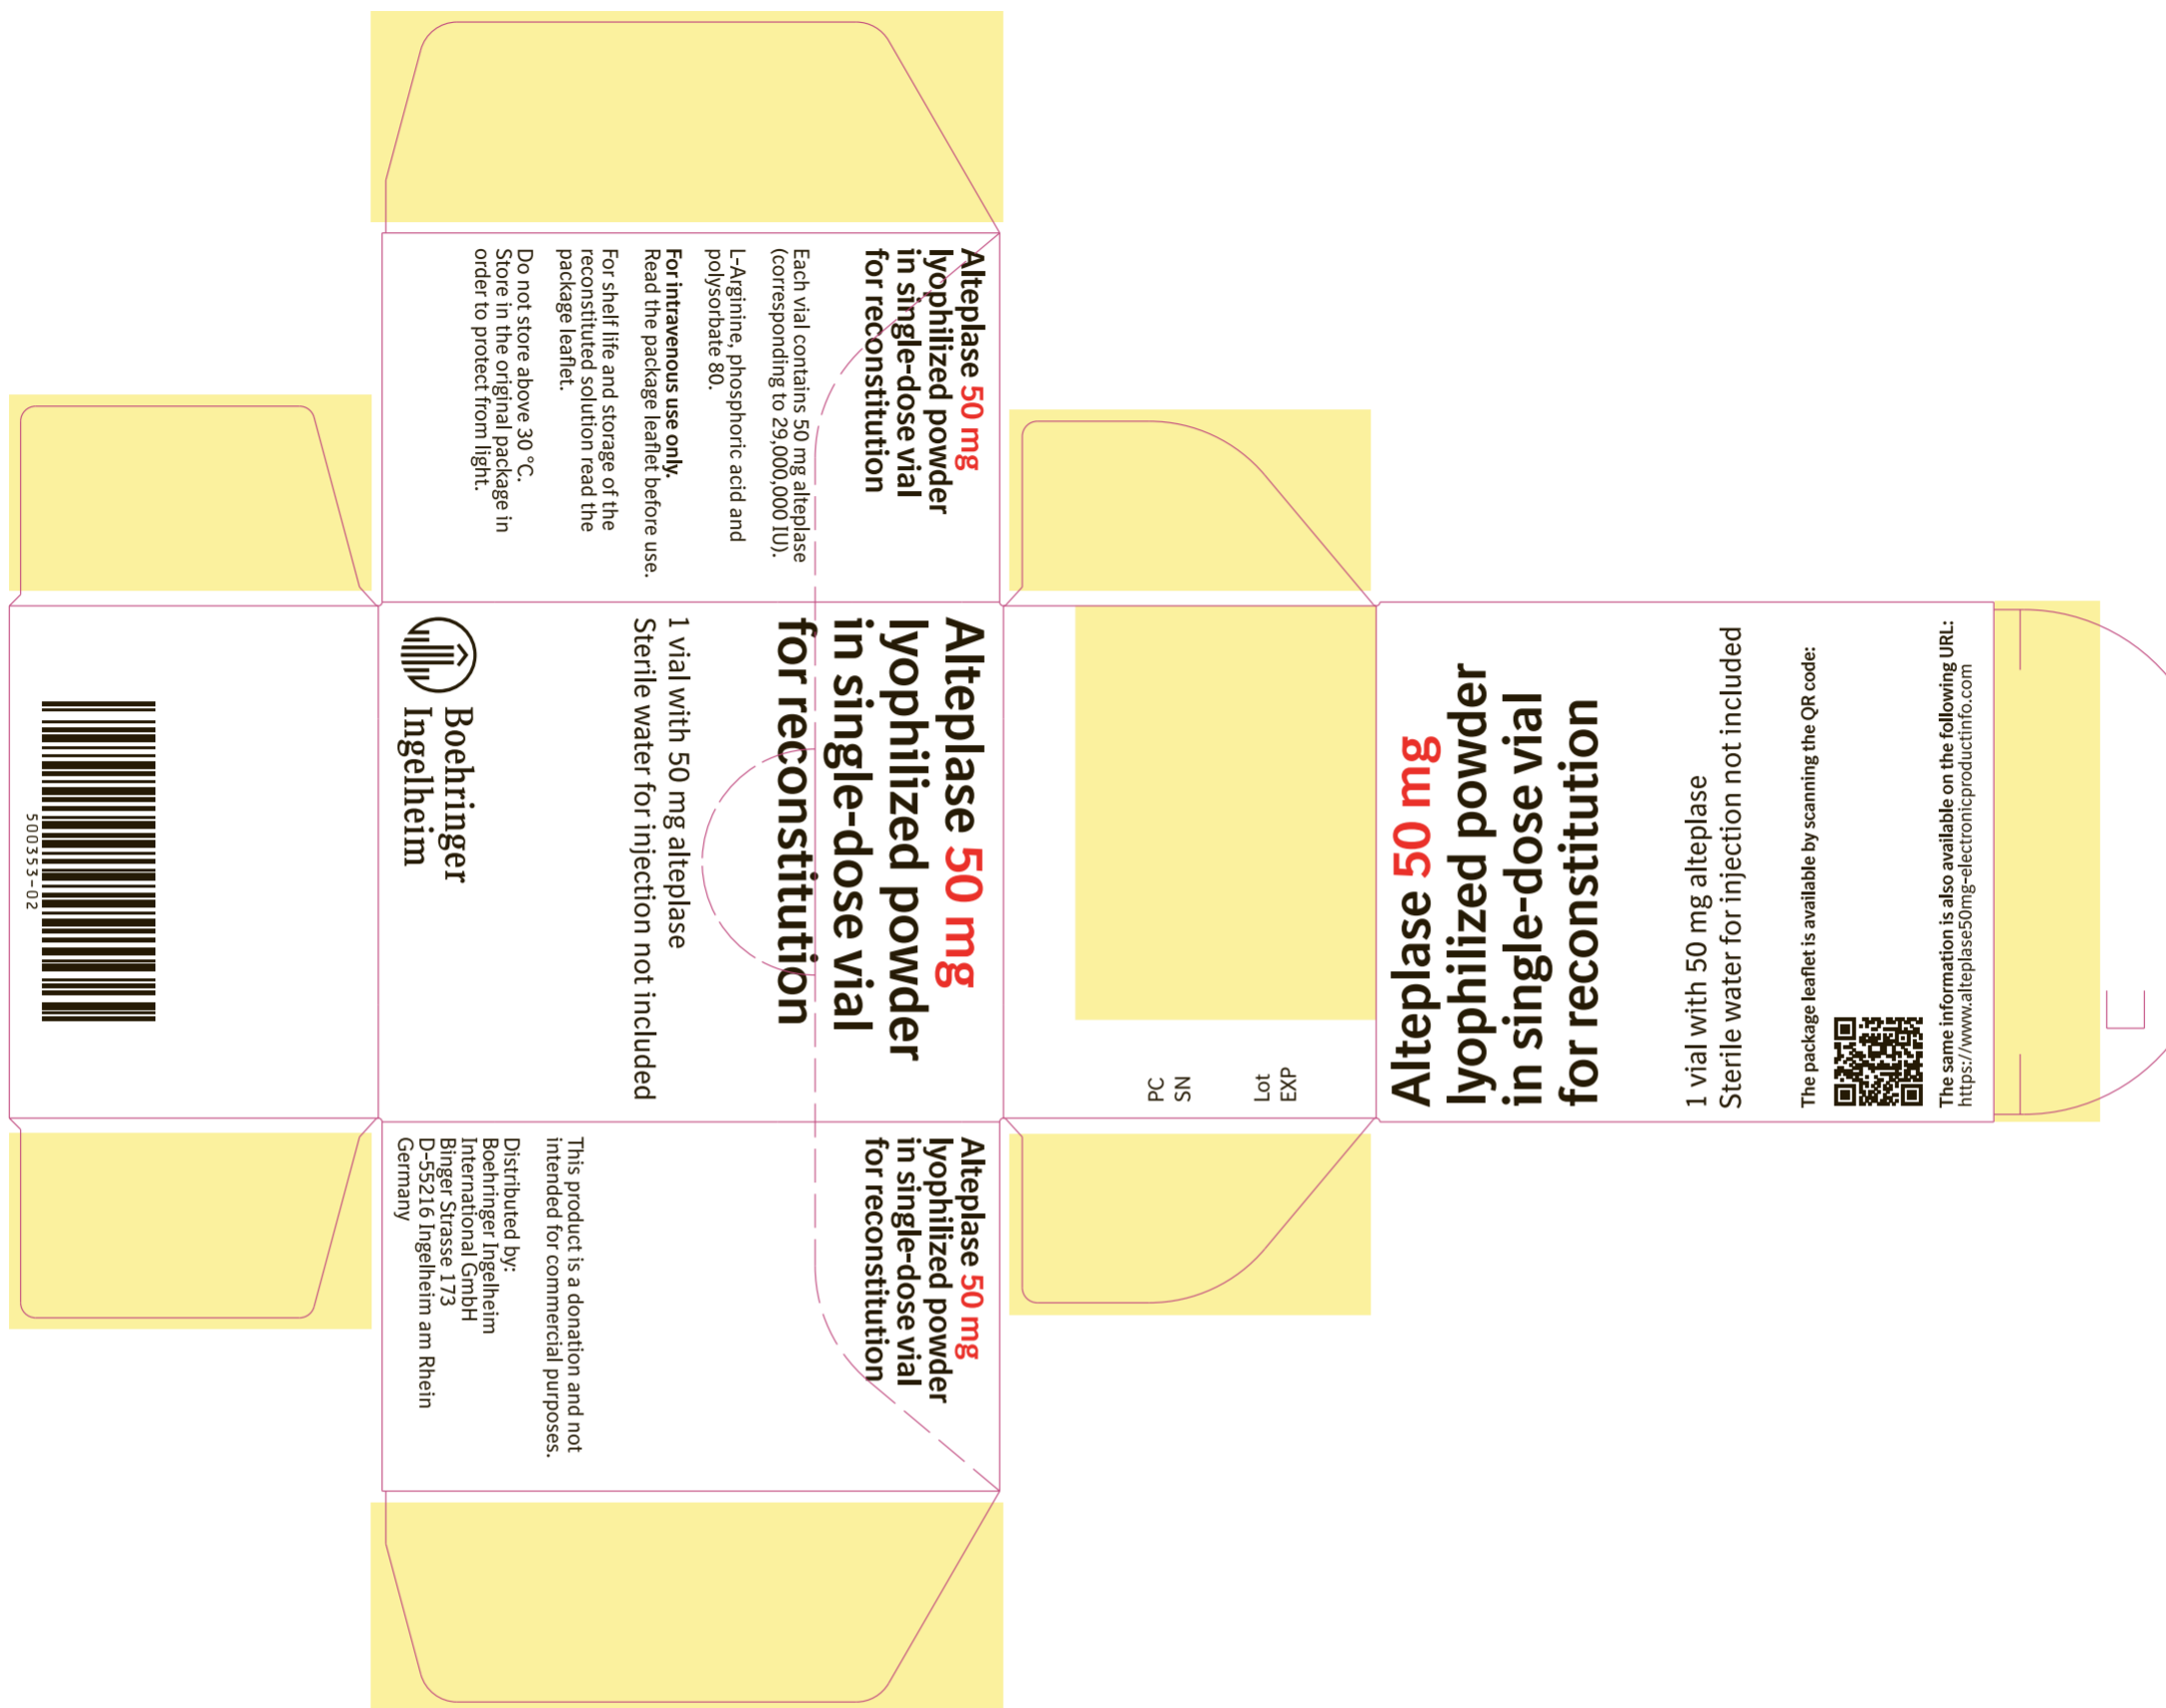 Alteplase 50 mg
lyophilized powder
in single-dose vial
for reconstitution
Each vial contains 50 mg alteplase
(corresponding to 29,000,000 IU).
L-Arginine, phosphoric acid and
polysorbate 80.
For intravenous use only.
Read the package leaflet before use.
For shelf life and storage of the
reconstituted solution read the
package leaflet.
Do not store above 30 °C.
Store in the original package in
order to protect from light.
Alteplase 50 mg
lyophilized powder
in single-dose vial
for reconstitution
1 vial with 50 mg alteplase
Sterile water for injection not included
Boehringer
Ingelheim
500353-02
Alteplase 50 mg
lyophilized powder
in single-dose vial
for reconstitution
This product is a donation and not
intended for commercial purposes.
Distributed by:
Boehringer Ingelheim
International GmbH
Binger Strasse 173
D-55216 Ingelheim am Rhein
Germany
PC
SN
Lot
EXP
Alteplase 50 mg
lyophilized powder
in single-dose vial
for reconstitution
1 vial with 50 mg alteplase
Sterile water for injection not included
The package leaflet is available by scanning the QR code:
The same information is also available on the following URL:
https://www.alteplase50mg-electronicproductinfo.com